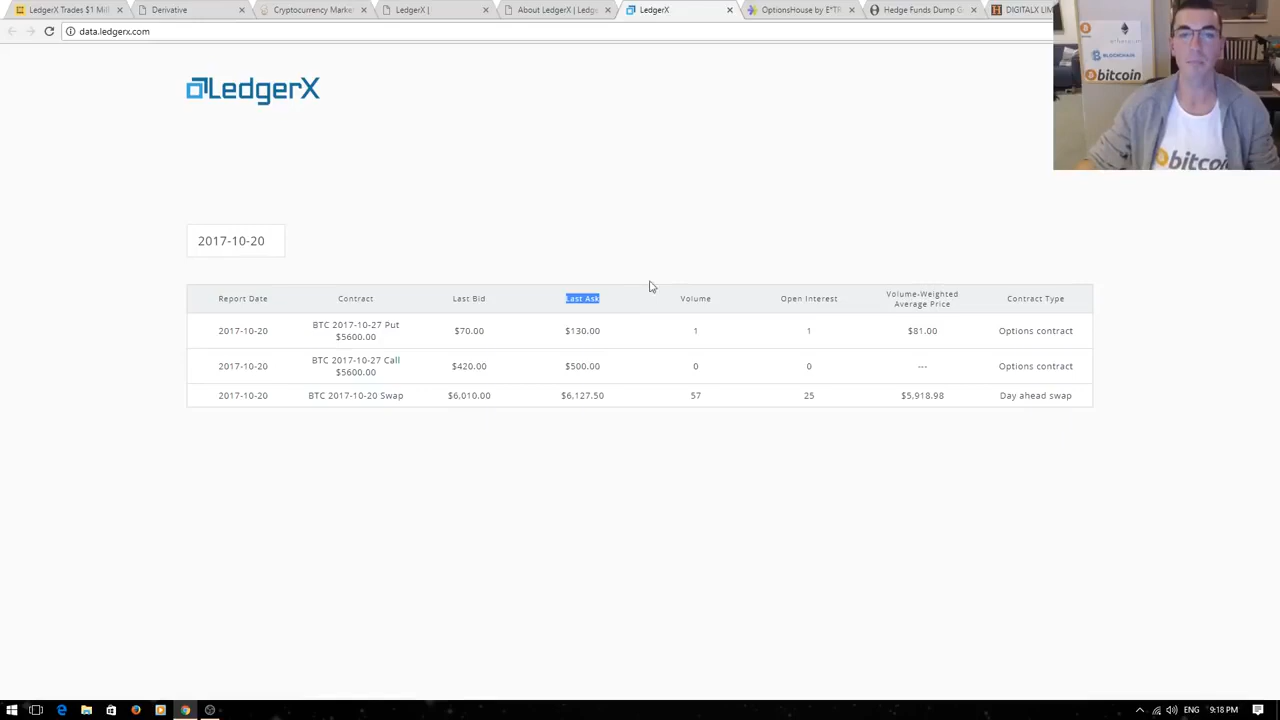 LedgerX Trades $1 Mill
Derivative
Cryptocurrency Marke
LedgerX |
About LedgerX | Ledge
LedgerX
OptionsHouse by E*TR
Hedge Funds Dump G
DIGITALX LIM
data.ledgerx.com
BLOCKCHAIN
bitcoin
bitcoin
LedgerX
2017-10-20
Report Date Contract Last Bid Last Ask Volume Open Interest Volume-Weighted Average Price Contract Type
2017-10-20 BTC 2017-10-27 Put $5600.00 $70.00 $130.00 1 1 $81.00 Options contract
2017-10-20 BTC 2017-10-27 Call $5600.00 $420.00 $500.00 0 0 --- Options contract
2017-10-20 BTC 2017-10-20 Swap $6,010.00 $6,127.50 57 25 $5,918.98 Day ahead swap
ENG 9:18 PM